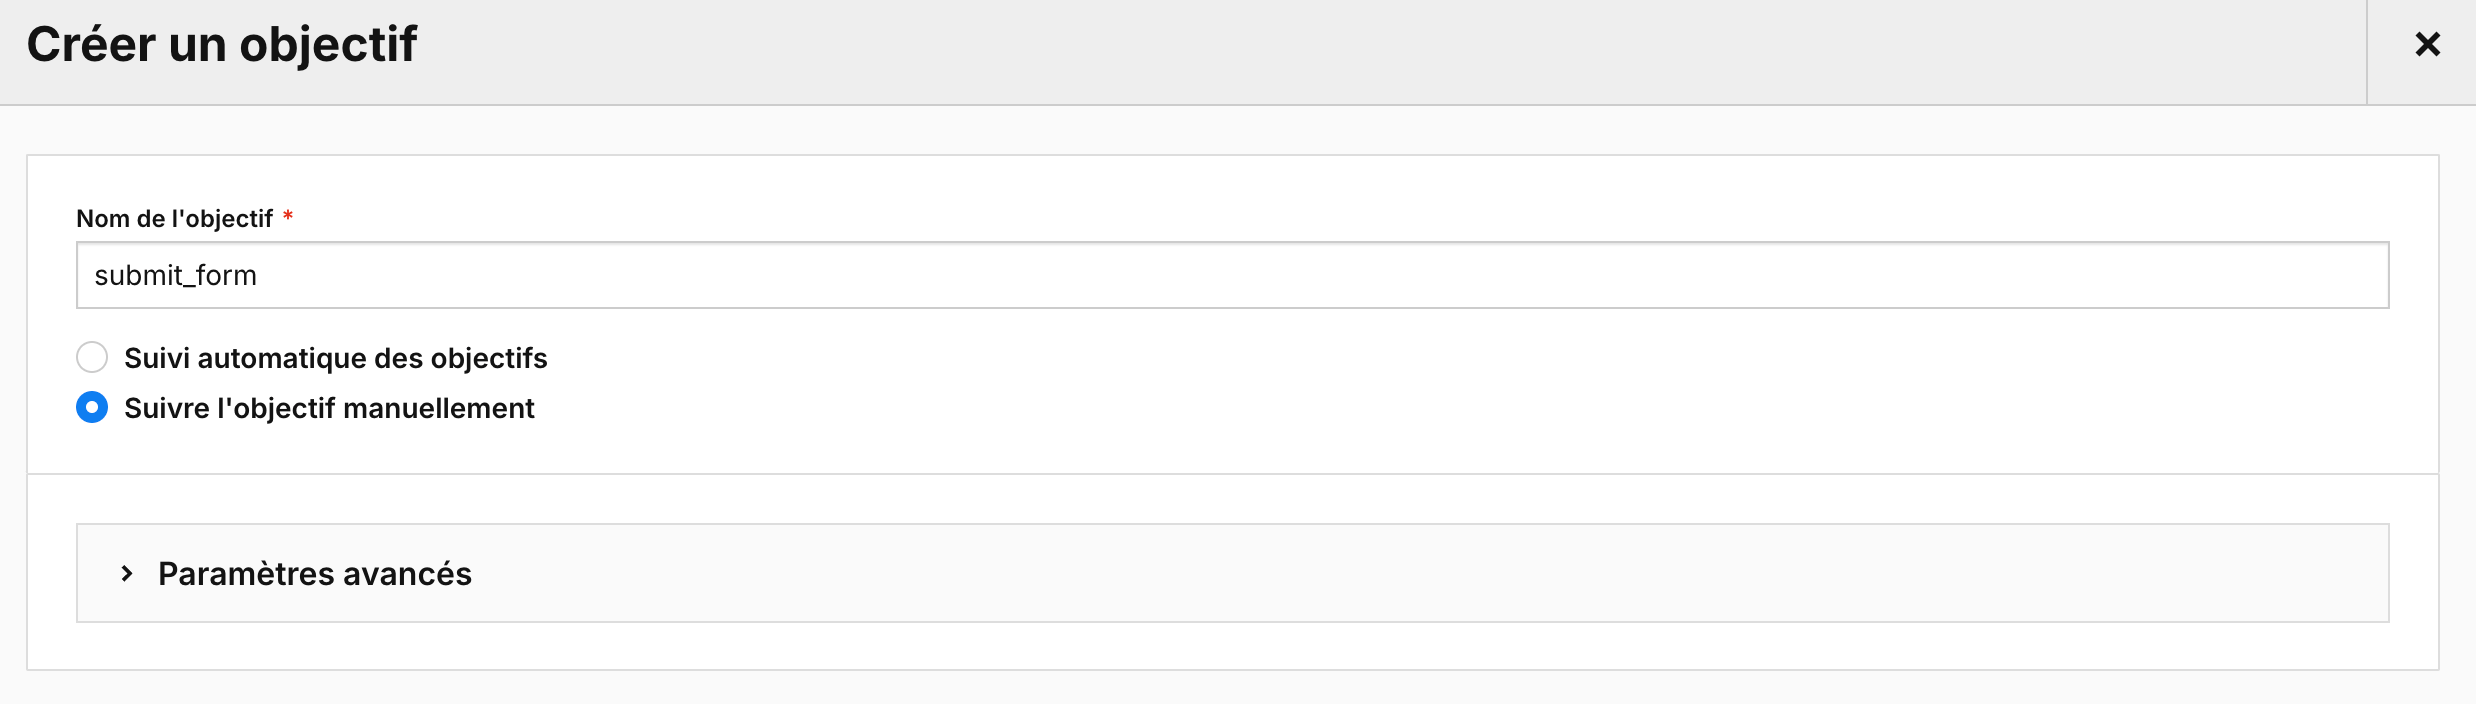 Créer un objectif
Nom de l'objectif *
submit_form
Suivi automatique des objectifs
Suivre l'objectif manuellement
Paramètres avancés